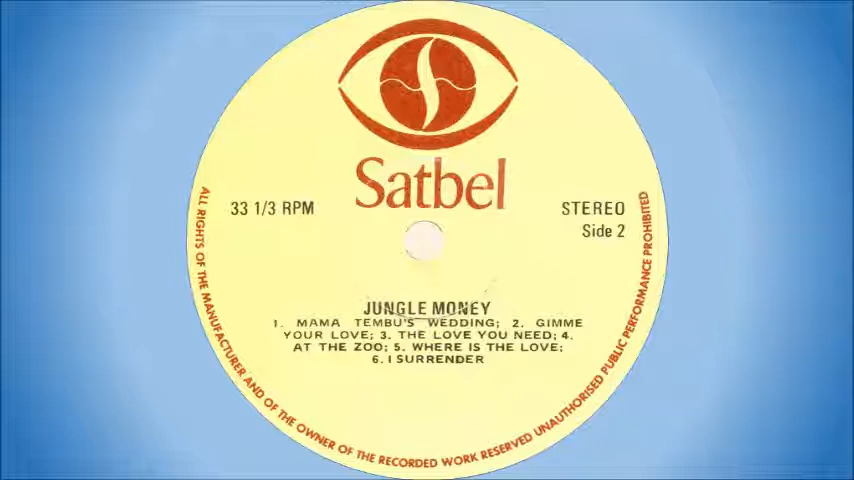 Satbel
33 1/3 RPM
STEREO
Side 2
JUNGLE MONEY
1. MAMA TEMBU'S WEDDING; 2. GIMME
YOUR LOVE; 3. THE LOVE YOU NEED; 4.
AT THE ZOO; 5. WHERE IS THE LOVE;
6. I SURRENDER
ALL RIGHTS OF THE MANUFACTURER AND OF THE OWNER OF THE RECORDED WORK RESERVED UNAUTHORISED PUBLIC PERFORMANCE PROHIBITED